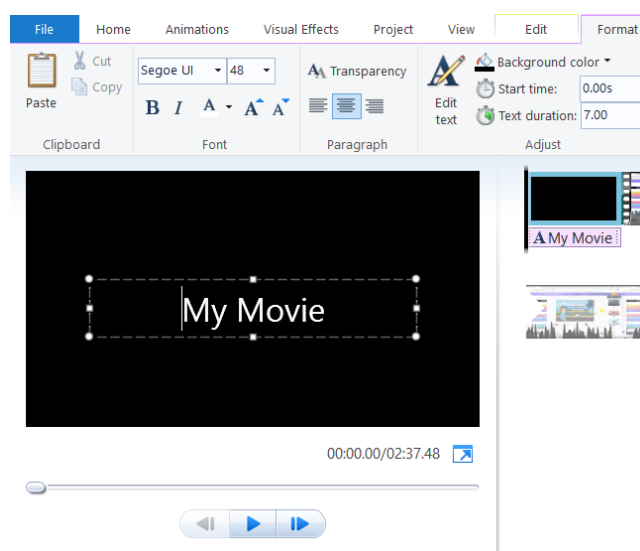 File Home Animations Visual Effects Project View Edit Format
Paste
Cut
Copy
Clipboard
Segoe UI 48
B I A A A
Font
Transparency
Paragraph
Edit text
Background color
Start time: 0.00s
Text duration: 7.00
Adjust
My Movie
A My Movie
00:00.00/02:37.48